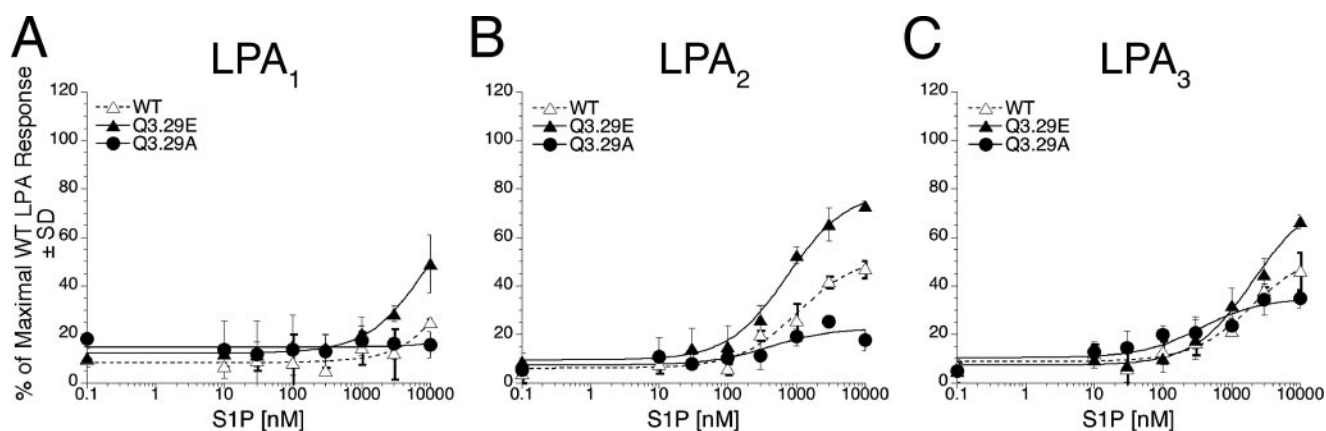 A
LPA1
% of Maximal WT LPA Response
± SD
120
100
80
60
40
20
0
WT
Q3.29E
Q3.29A
0.1 1 10 100 1000 10000
S1P [nM]
B
LPA2
120
100
80
60
40
20
0
WT
Q3.29E
Q3.29A
0.1 1 10 100 1000 10000
S1P [nM]
C
LPA3
120
100
80
60
40
20
0
WT
Q3.29E
Q3.29A
0.1 1 10 100 1000 10000
S1P [nM]